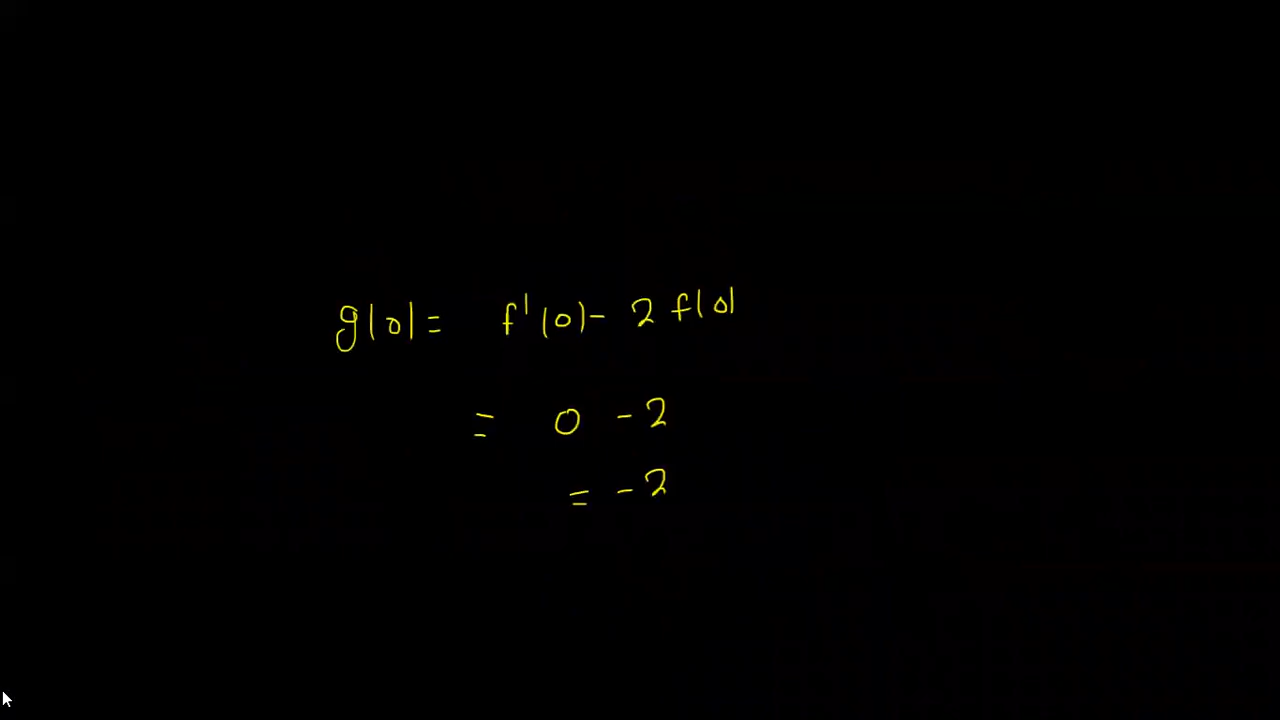 g(0) = f'(0) - 2 f(0)
= 0 - 2
= - 2